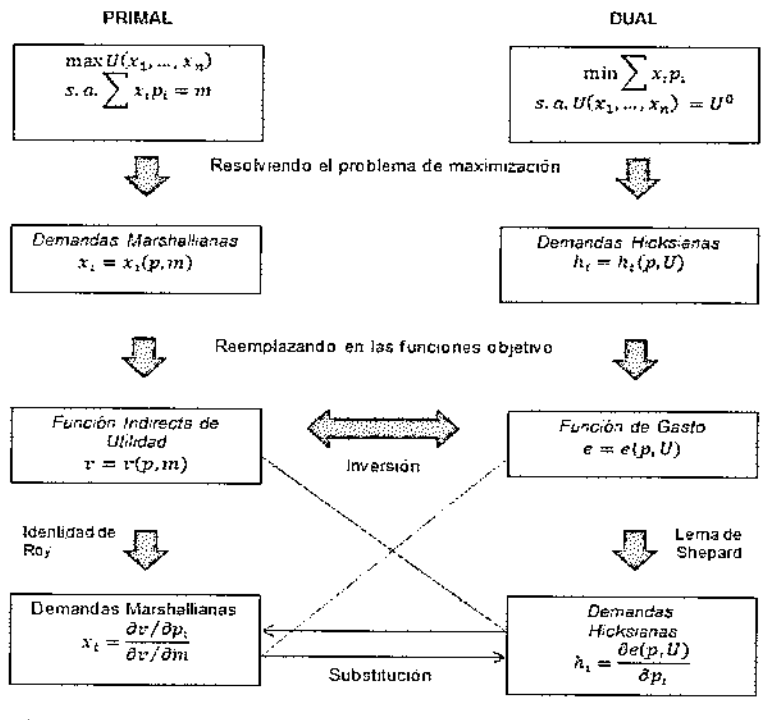 PRIMAL
DUAL
max U(x₁, ..., xₙ)
s.a. ∑ xᵢpᵢ = m
min ∑ xᵢpᵢ
s.a. U(x₁, ..., xₙ) = U⁰
Resolviendo el problema de maximización
Demandas Marshallianas
xᵢ = xᵢ(p, m)
Demandas Hicksianas
hᵢ = hᵢ(p, U)
Reemplazando en las funciones objetivo
Función Indirecta de
Utilidad
v = v(p, m)
Inversión
Función de Gasto
e = e(p, U)
Identidad de
Roy
Lema de
Shepard
Demandas Marshallianas
xᵢ = ∂v/∂pᵢ / ∂v/∂m
Substitución
Demandas
Hicksianas
hᵢ = ∂e(p, U) / ∂pᵢ